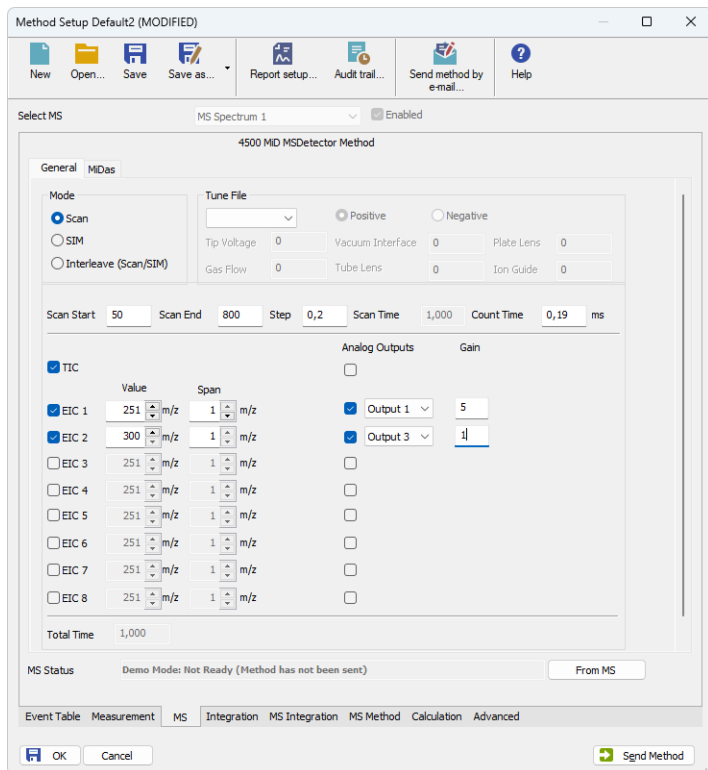 Method Setup Default2 (MODIFIED)
New Open... Save Save as... Report setup... Audit trail... Send method by e-mail... Help
Select MS MS Spectrum 1 Enabled
4500 MiD MSDetector Method
General MiDas
Mode Tune File
Scan Positive Negative
SIM Tip Voltage 0 Vacuum Interface 0 Plate Lens 0
Interleave (Scan/SIM) Gas Flow 0 Tube Lens 0 Ion Guide 0
Scan Start 50 Scan End 800 Step 0,2 Scan Time 1,000 Count Time 0,19 ms
Analog Outputs Gain
TIC
Value Span
EIC 1 251 m/z 1 m/z Output 1 5
EIC 2 300 m/z 1 m/z Output 3 1
EIC 3 251 m/z 1 m/z
EIC 4 251 m/z 1 m/z
EIC 5 251 m/z 1 m/z
EIC 6 251 m/z 1 m/z
EIC 7 251 m/z 1 m/z
EIC 8 251 m/z 1 m/z
Total Time 1,000
MS Status Demo Mode: Not Ready (Method has not been sent) From MS
Event Table Measurement MS Integration MS Integration MS Method Calculation Advanced
OK Cancel Send Method